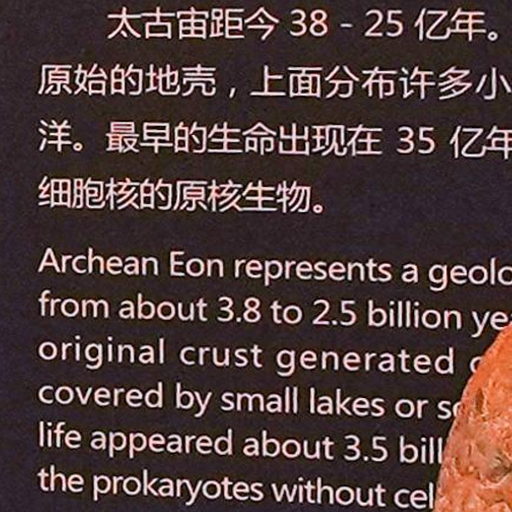 太古宙距今 38 - 25 亿年。
原始的地壳，上面分布许多小
洋。最早的生命出现在 35 亿年
细胞核的原核生物。
Archean Eon represents a geolo
from about 3.8 to 2.5 billion ye
original crust generated
covered by small lakes or s
life appeared about 3.5 bill
the prokaryotes without cel